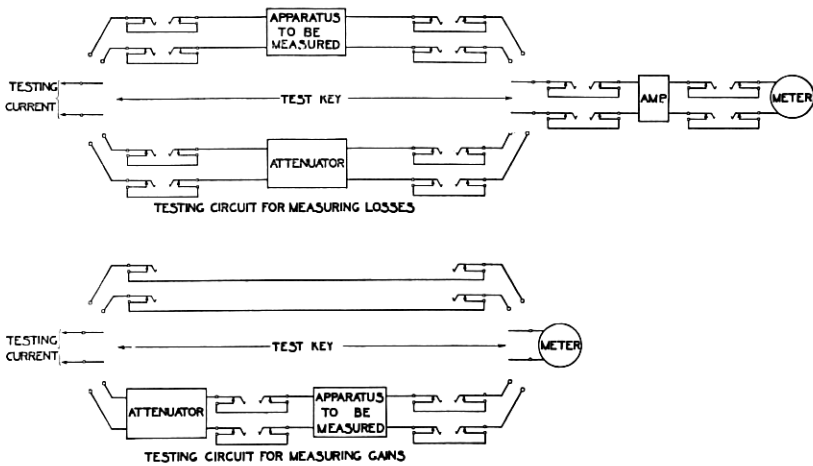 APPARATUS
TO BE
MEASURED
TESTING
CURRENT
TEST KEY
AMP
METER
ATTENUATOR
TESTING CIRCUIT FOR MEASURING LOSSES
TESTING
CURRENT
TEST KEY
METER
ATTENUATOR
APPARATUS
TO BE
MEASURED
TESTING CIRCUIT FOR MEASURING GAINS